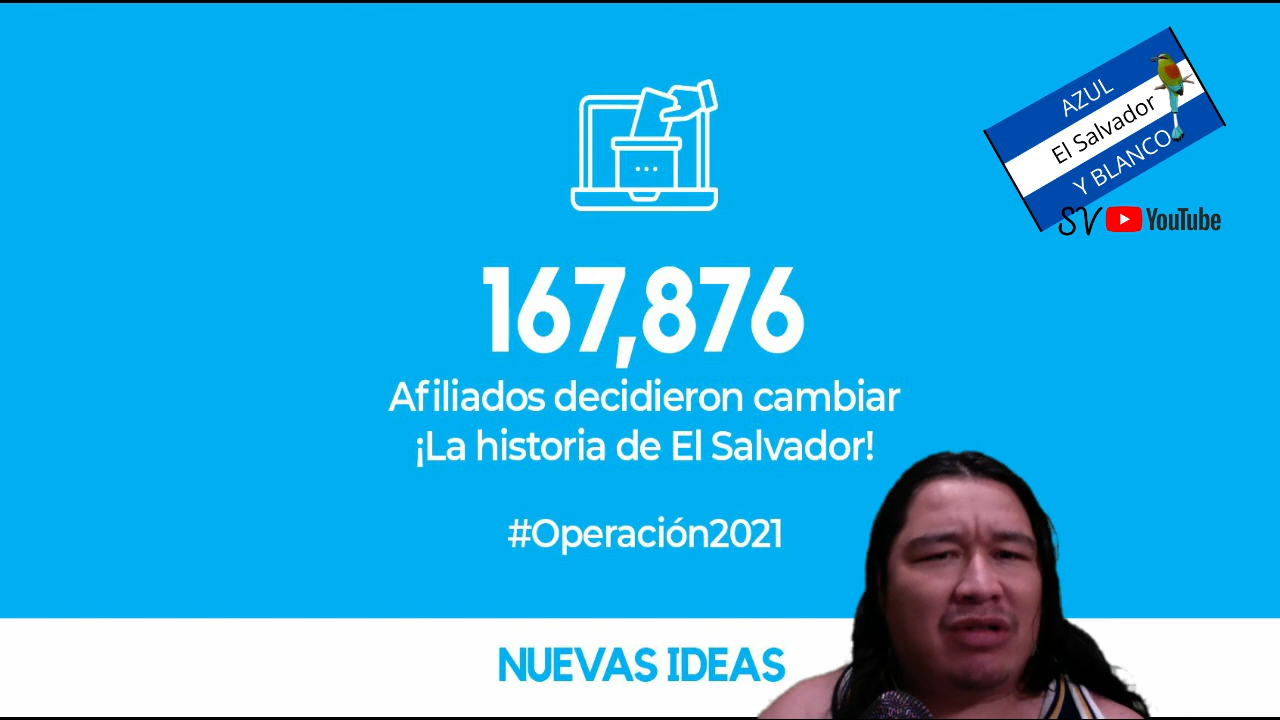 AZUL
El Salvador
Y BLANCO
SV YouTube
167,876
Afiliados decidieron cambiar
¡La historia de El Salvador!
#Operación2021
NUEVAS IDEAS